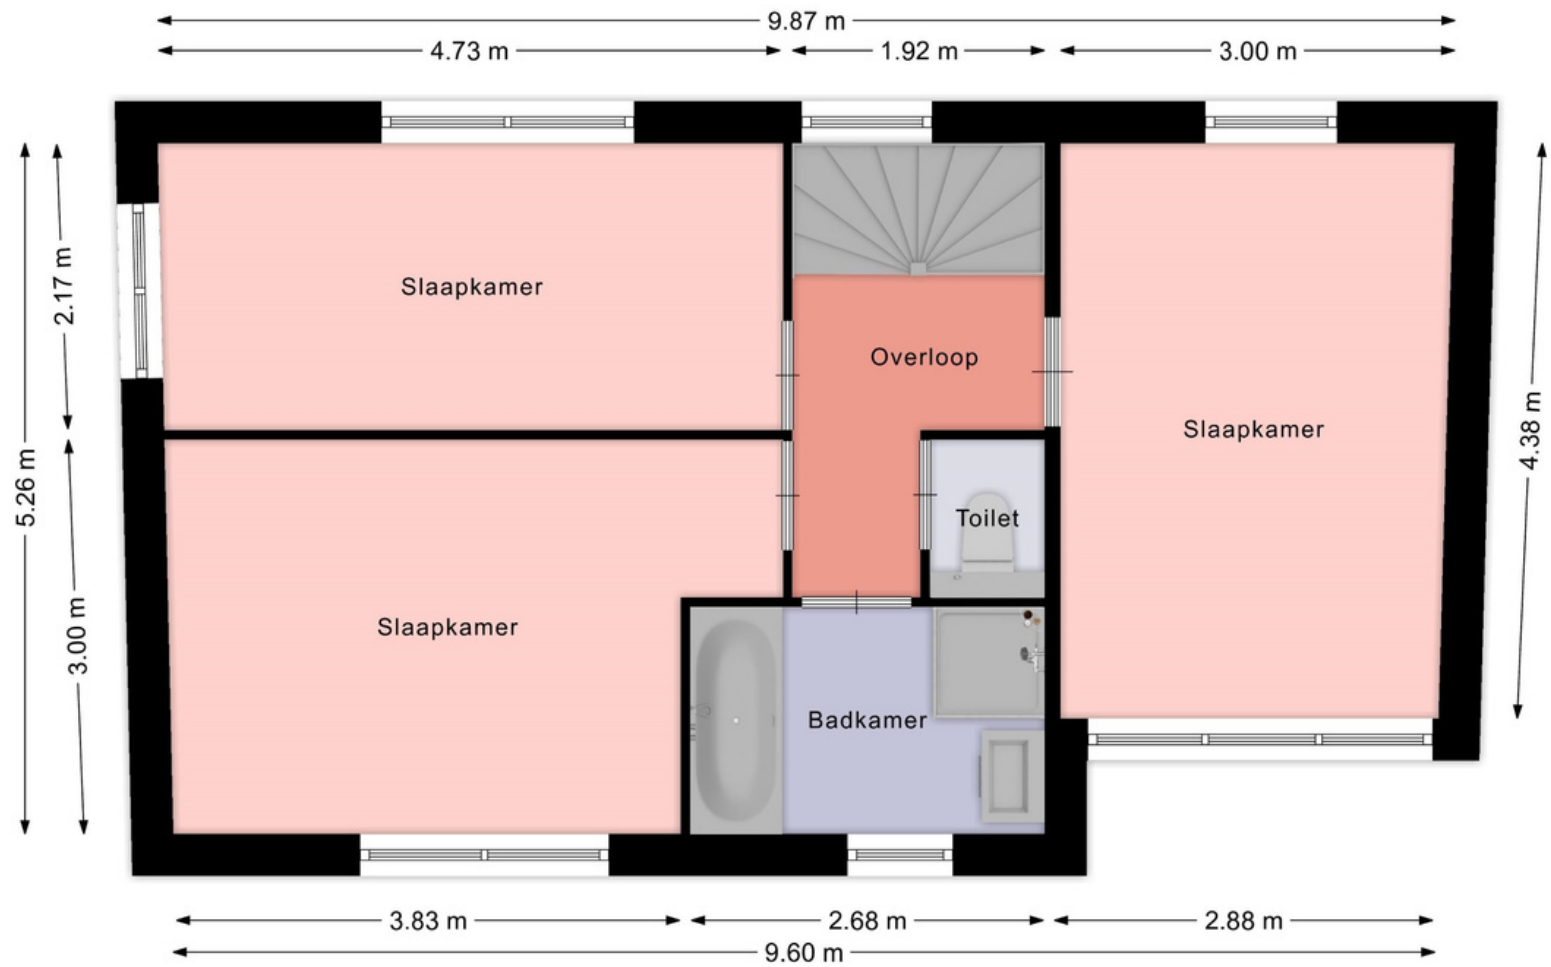 9.87 m
4.73 m
1.92 m
3.00 m
2.17 m
Slaapkamer
Overloop
5.26 m
4.38 m
Slaapkamer
Toilet
3.00 m
Slaapkamer
Badkamer
3.83 m
2.68 m
2.88 m
9.60 m